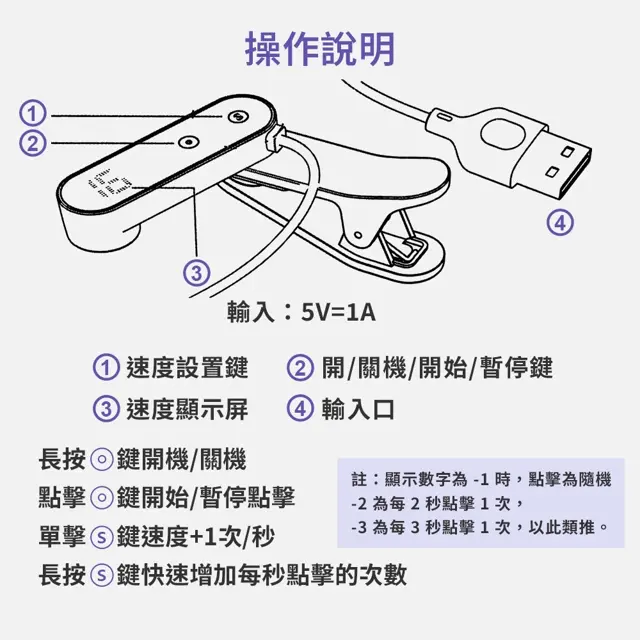 操作說明
①
②
③
④
輸入：5V=1A
①速度設置鍵 ②開/關機/開始/暫停鍵
③速度顯示屏 ④輸入口
長按⊙鍵開機/關機
點擊⊙鍵開始/暫停點擊
單擊Ⓢ鍵速度+1次/秒
長按Ⓢ鍵快速增加每秒點擊的次數
註：顯示數字為 -1 時，點擊為隨機
-2 為每 2 秒點擊 1 次，
-3 為每 3 秒點擊 1 次，以此類推。